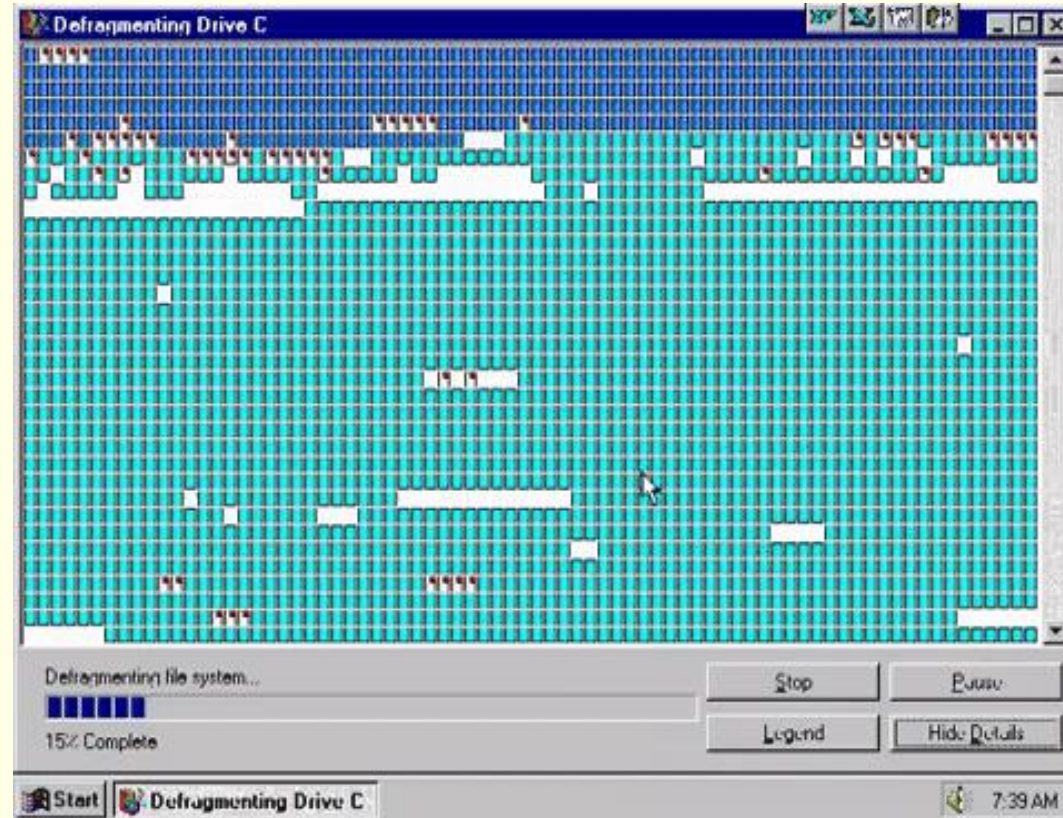 Defragmenting Drive C
Defragmenting file system...
15% Complete
Stop
Pause
Legend
Hide Details
Start
Defragmenting Drive C
7:39 AM